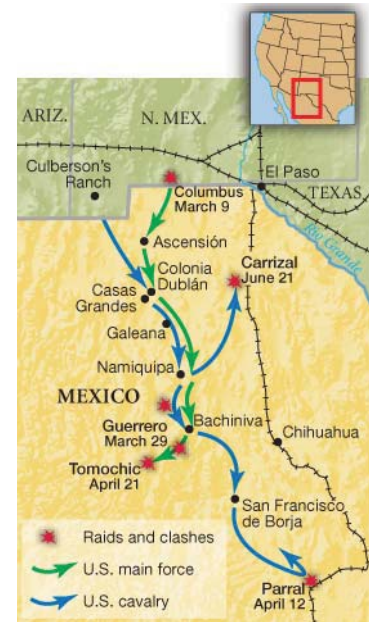 ARIZ.
N. MEX.
Culberson's
Ranch
El Paso
Columbus
March 9
TEXAS
Rio Grande
Ascensión
Carrizal
June 21
Colonia
Dublán
Casas
Grandes
Galeana
Namiquipa
MEXICO
Bachiniva
Guerrero
March 29
Chihuahua
Tomochic
April 21
San Francisco
de Borja
Raids and clashes
U.S. main force
U.S. cavalry
Parral
April 12